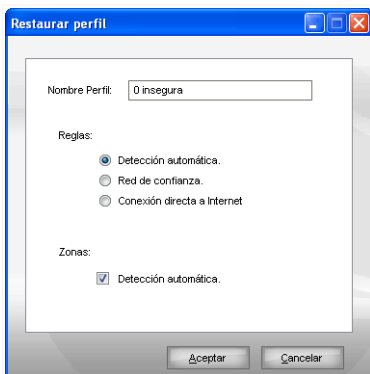 Restaurar perfil
Nombre Perfil: 0 insegura
Reglas:
Detección automática.
Red de confianza.
Conexión directa a Internet
Zonas:
Detección automática.
Aceptar Cancelar